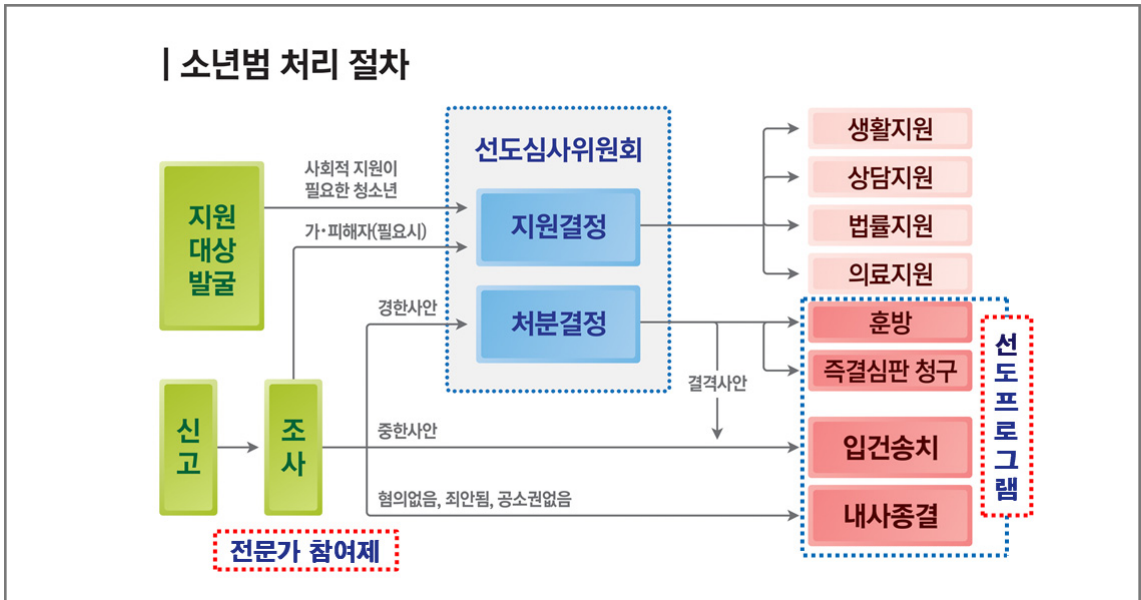 | 소년범 처리 절차
지원
대상
발굴
사회적 지원이
필요한 청소년
가·피해자(필요시)
선도심사위원회
지원결정
처분결정
생활지원
상담지원
법률지원
의료지원
신고
조사
경한사안
중한사안
혐의없음, 죄안됨, 공소권없음
결격사안
훈방
즉결심판 청구
입건송치
내사종결
선도프로그램
전문가 참여제